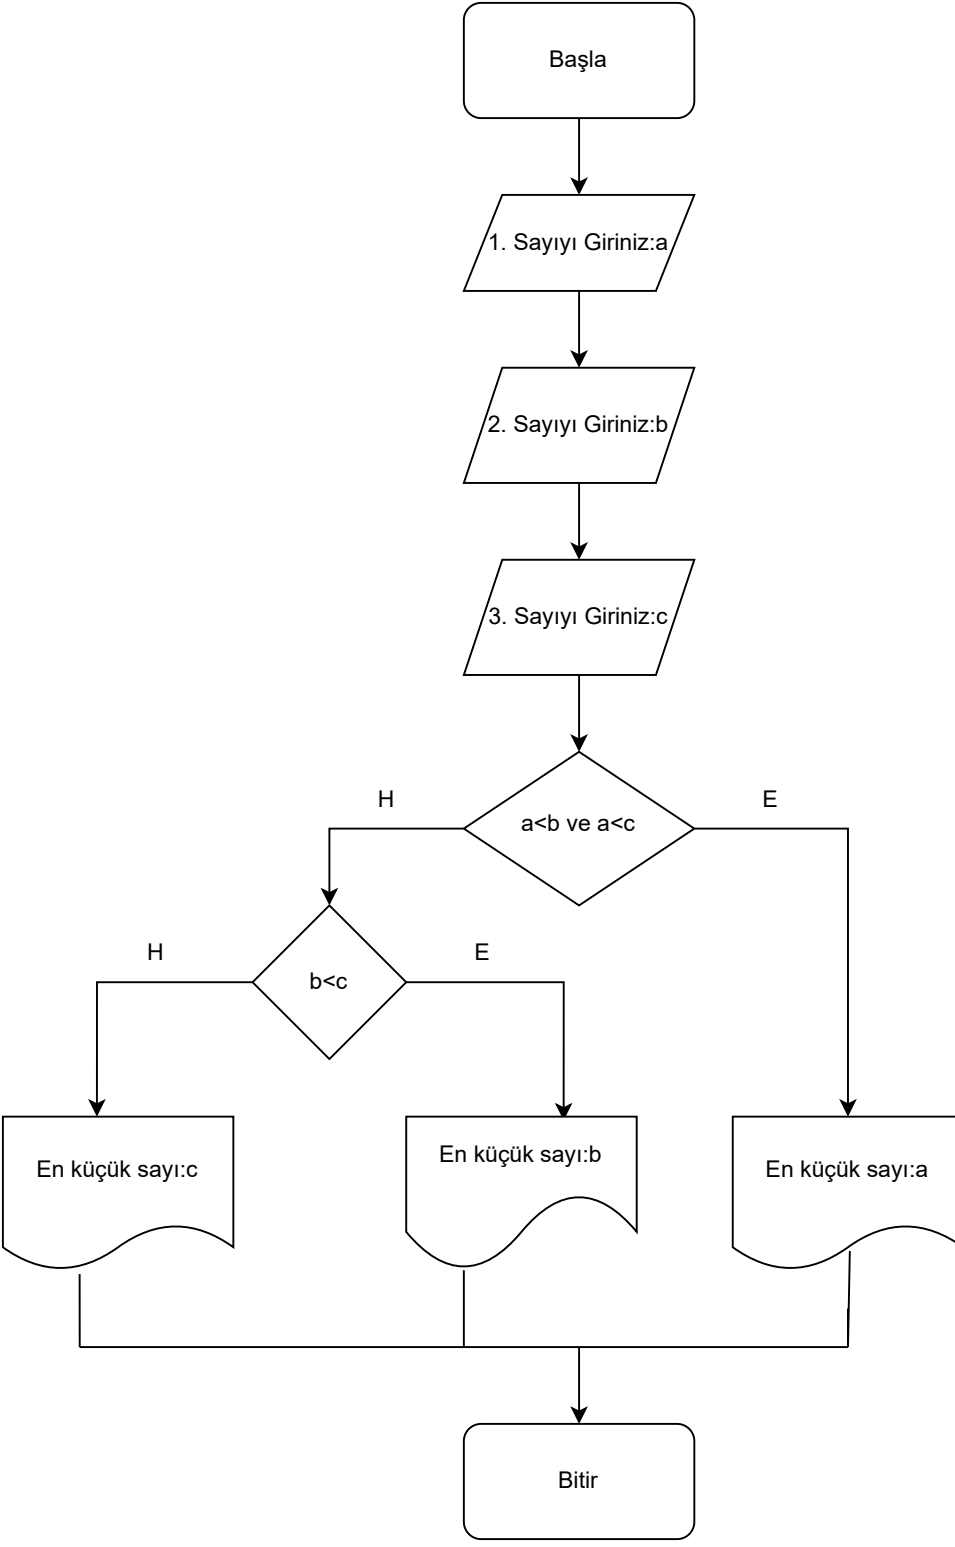 Başla
1. Sayıyı Giriniz:a
2. Sayıyı Giriniz:b
3. Sayıyı Giriniz:c
H
E
a<b ve a<c
H
E
b<c
En küçük sayı:c
En küçük sayı:b
En küçük sayı:a
Bitir